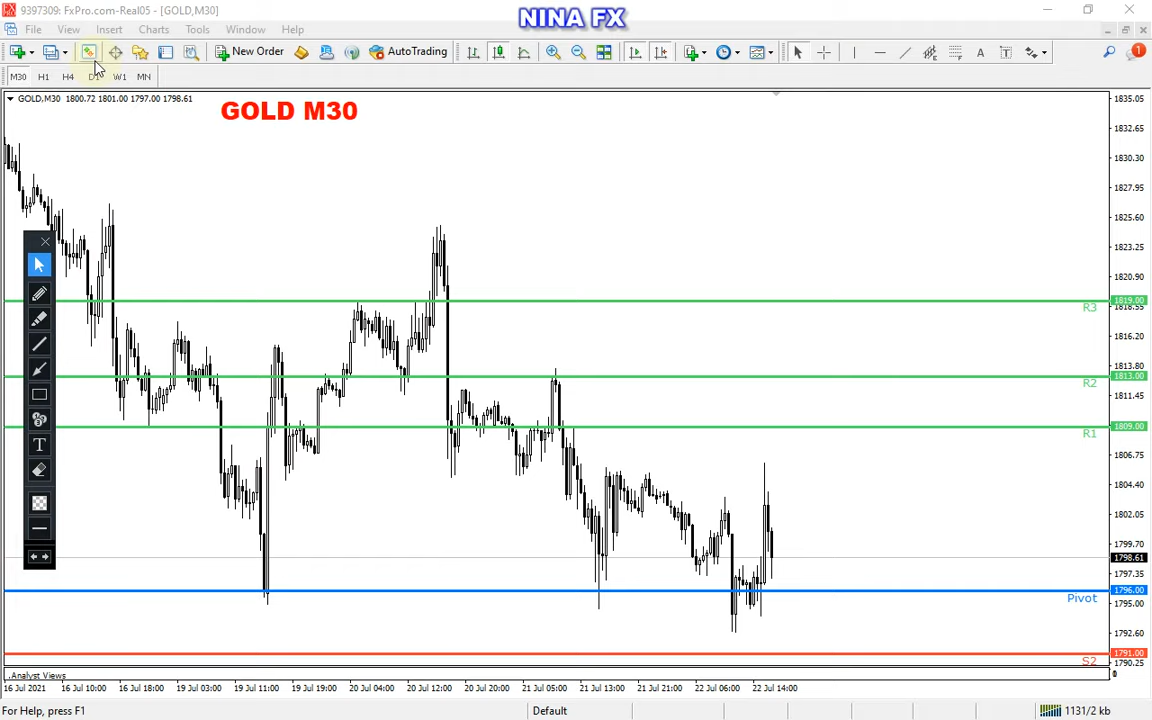 9397309: FxPro.com-Real05 - [GOLD,M30]
NINA FX
File View Insert Charts Tools Window Help
New Order AutoTrading A T 1
M30 H1 H4 D1 W1 MN
GOLD,M30 1800.72 1801.00 1797.00 1798.61
GOLD M30
1835.05
1832.65
1830.30
1827.95
1825.60
1823.25
1820.90
1819.00
R3
1818.55
1816.20
1813.80
1813.00
R2
1811.45
1809.00
R1
1806.75
1804.40
1802.05
1799.70
1798.61
1797.35
1796.00
Pivot
1795.00
1792.60
1791.00
S2
1790.25
.Analyst Views
0
16 Jul 2021 16 Jul 10:00 16 Jul 18:00 19 Jul 03:00 19 Jul 11:00 19 Jul 19:00 20 Jul 04:00 20 Jul 12:00 20 Jul 20:00 21 Jul 05:00 21 Jul 13:00 21 Jul 21:00 22 Jul 06:00 22 Jul 14:00
For Help, press F1 Default 1131/2 kb